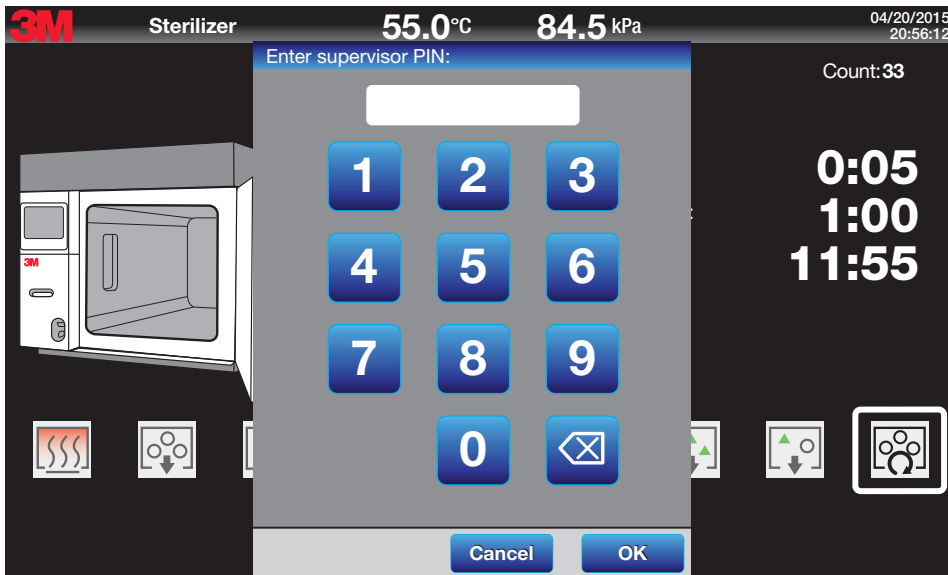 3M
Sterilizer
55.0°C
84.5 kPa
04/20/2015
20:56:12
Enter supervisor PIN:
Count:33
1 2 3
4 5 6
7 8 9
0
0:05
1:00
11:55
3M
Cancel
OK